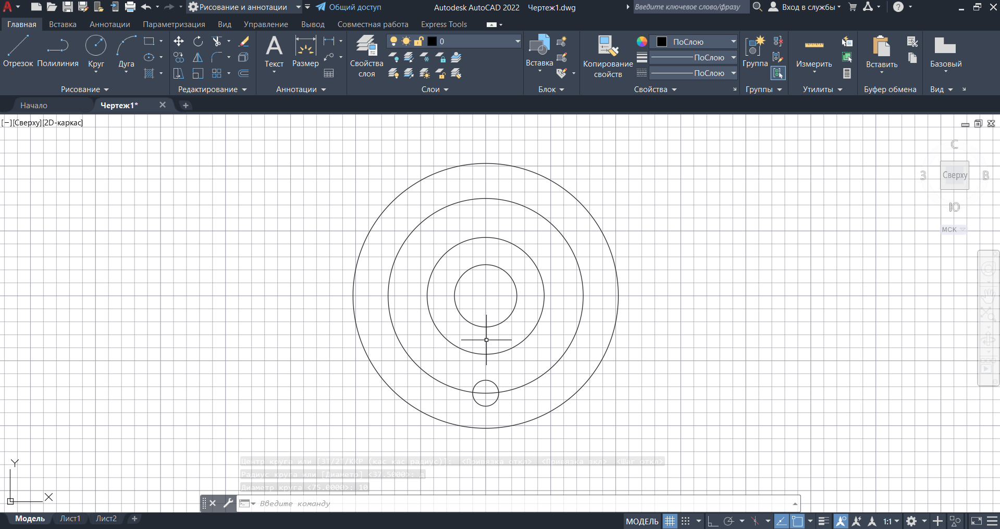 Рисование и аннотации
Общий доступ
Autodesk AutoCAD 2022 Чертеж1.dwg
Введите ключевое слово/фразу
Вход в службы
Главная Вставка Аннотации Параметризация Вид Управление Вывод Совместная работа Express Tools
0
ПоСлою
ПоСлою
ПоСлою
Отрезок Полилиния Круг Дуга
Текст Размер
Свойства слоя
Вставка
Копирование свойств
Группа
Измерить
Вставить
Базовый
Рисование Редактирование Аннотации Слои Блок Свойства Группы Утилиты Буфер обмена Вид
Начало Чертеж1*
[−][Сверху][2D-каркас]
С
З Сверху В
Ю
МСК
Центр круга или [3Т/2Т/ККР (кас кас радиус)]: <Привязка откл> <Привязка вкл> <Шаг откл>
Радиус круга или [Диаметр] <37.5000>: д
Диаметр круга <75.0000>: 10
Y
X
Введите команду
Модель Лист1 Лист2
МОДЕЛЬ 1:1